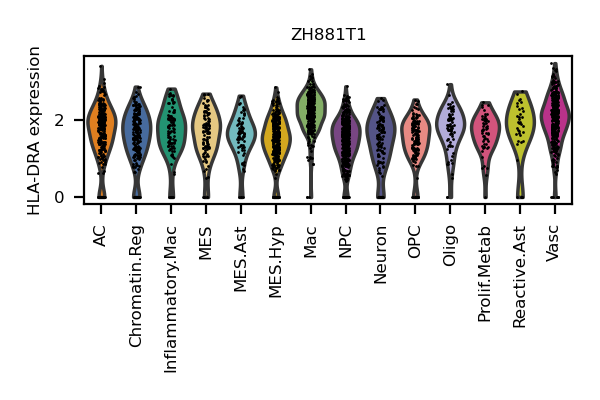 ZH881T1
HLA-DRA expression
2
0
AC
Chromatin.Reg
Inflammatory.Mac
MES
MES.Ast
MES.Hyp
Mac
NPC
Neuron
OPC
Oligo
Prolif.Metab
Reactive.Ast
Vasc